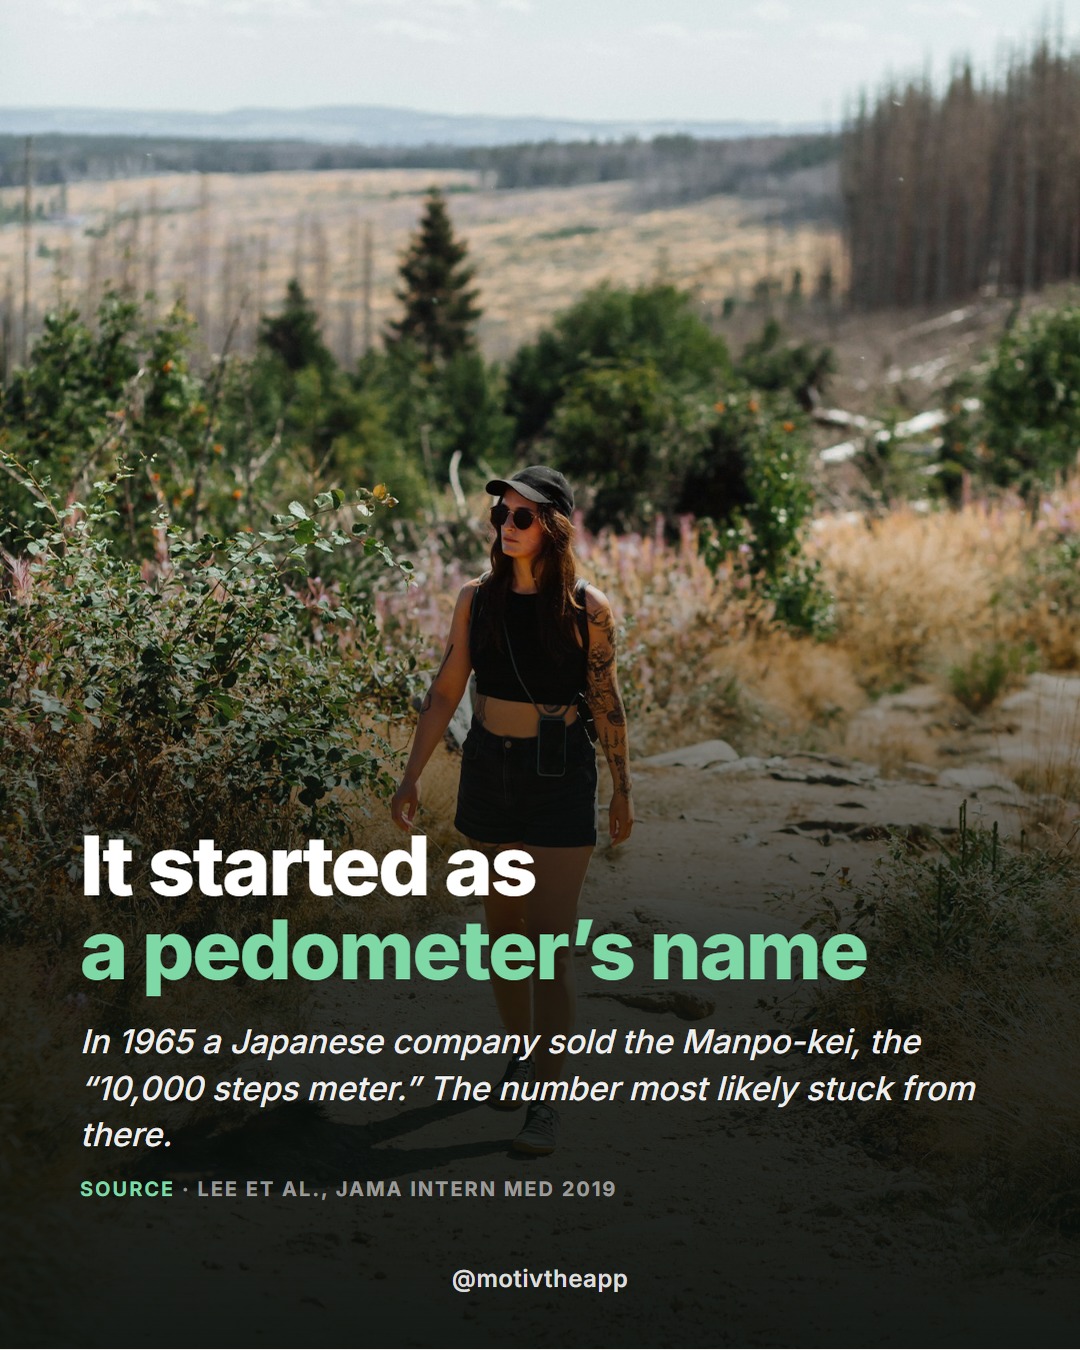 It started as
a pedometer’s name
In 1965 a Japanese company sold the Manpo-kei, the
“10,000 steps meter.” The number most likely stuck from
there.
SOURCE · LEE ET AL., JAMA INTERN MED 2019
@motivtheapp